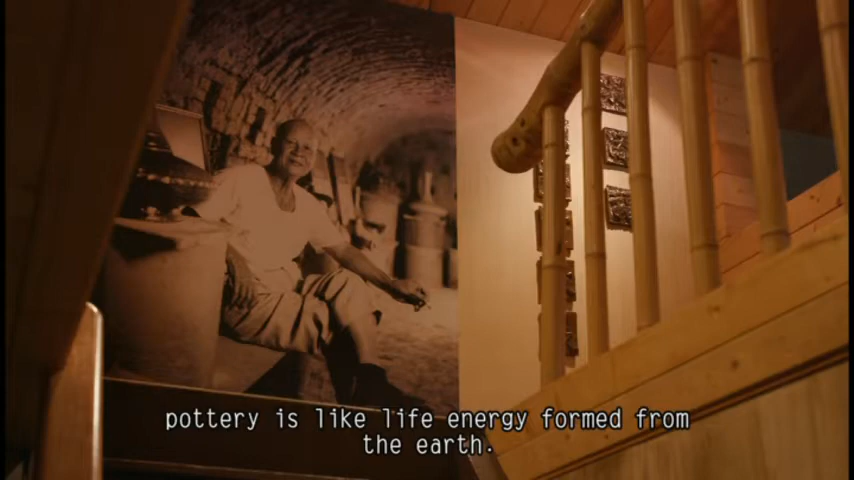 pottery is like life energy formed from
the earth.